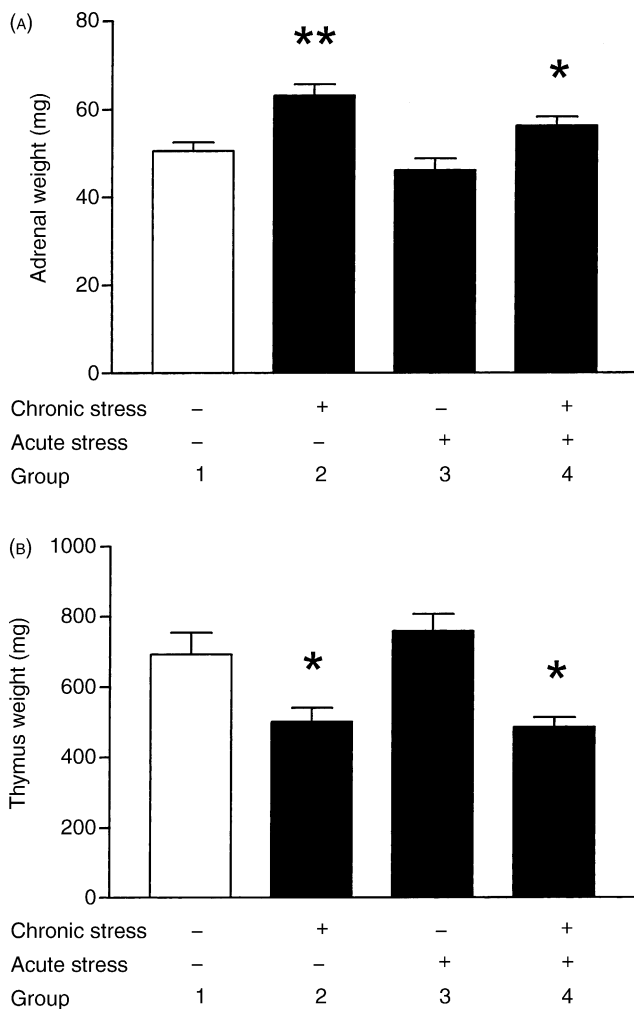 (A)
80
60
40
20
0
Adrenal weight (mg)
**
*
Chronic stress – + – +
Acute stress – – + +
Group 1 2 3 4
(B)
1000
800
600
400
200
0
Thymus weight (mg)
*
*
Chronic stress – + – +
Acute stress – – + +
Group 1 2 3 4